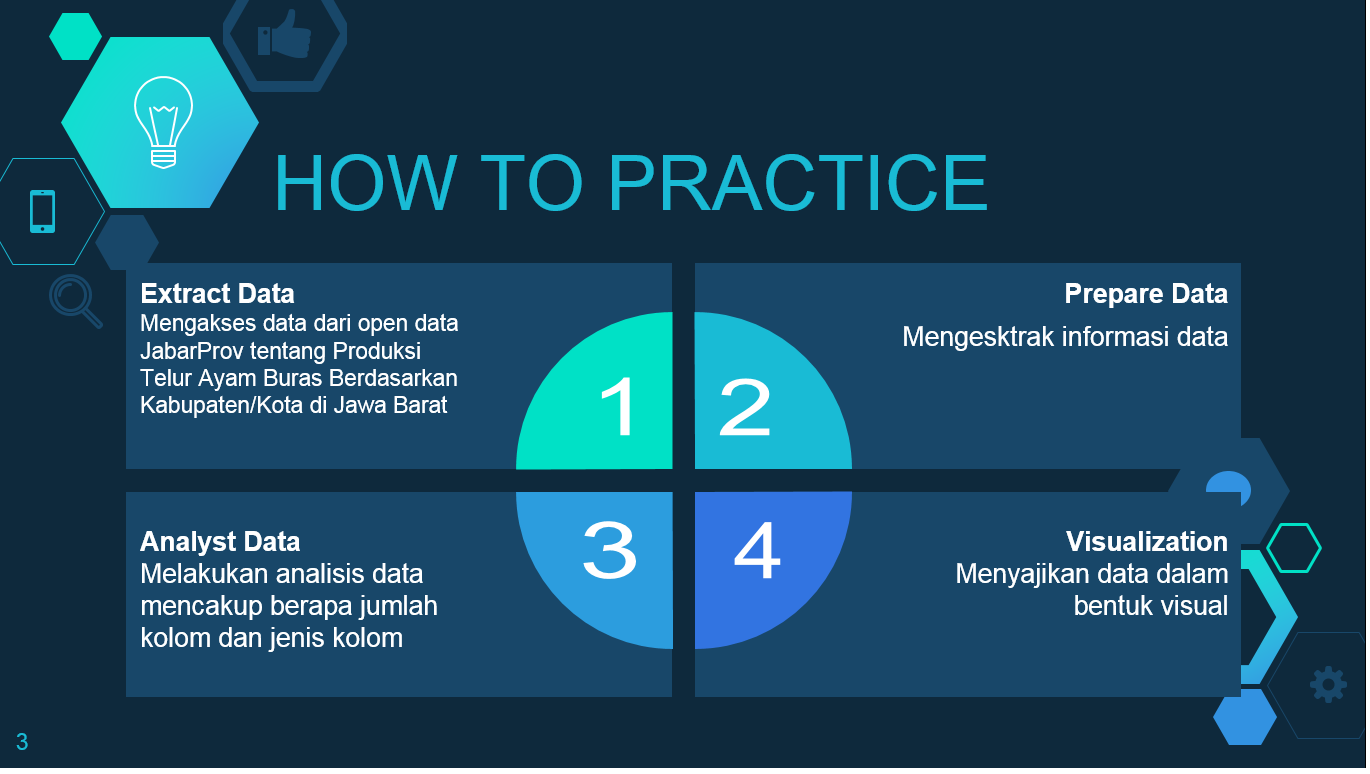 HOW TO PRACTICE
Extract Data
Mengakses data dari open data
JabarProv tentang Produksi
Telur Ayam Buras Berdasarkan
Kabupaten/Kota di Jawa Barat
1
2
Prepare Data
Mengesktrak informasi data
Analyst Data
Melakukan analisis data
mencakup berapa jumlah
kolom dan jenis kolom
3
4
Visualization
Menyajikan data dalam
bentuk visual
3